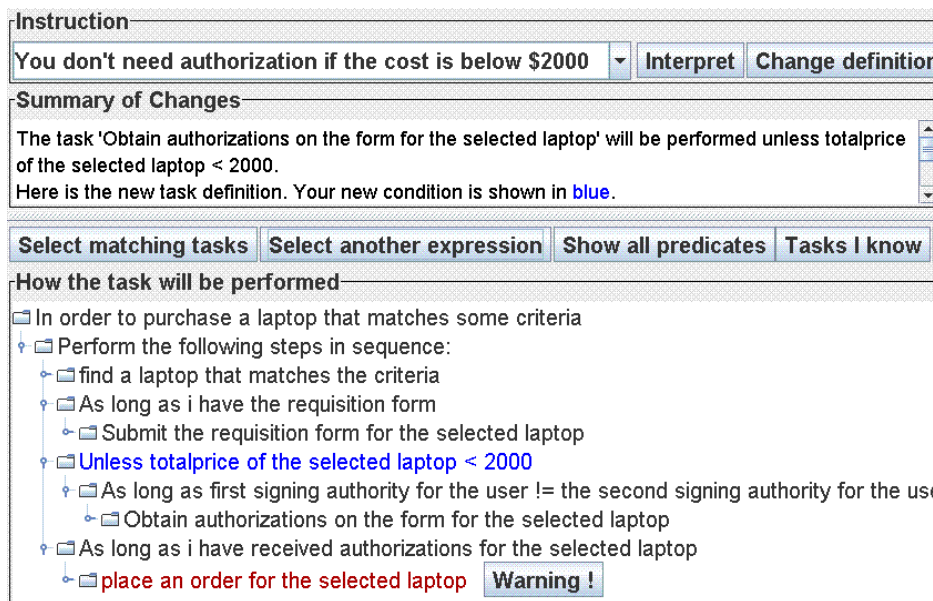 Instruction
You don't need authorization if the cost is below $2000 Interpret Change definition
Summary of Changes
The task 'Obtain authorizations on the form for the selected laptop' will be performed unless totalprice
of the selected laptop < 2000.
Here is the new task definition. Your new condition is shown in blue.
Select matching tasks Select another expression Show all predicates Tasks I know
How the task will be performed
In order to purchase a laptop that matches some criteria
Perform the following steps in sequence:
find a laptop that matches the criteria
As long as i have the requisition form
Submit the requisition form for the selected laptop
Unless totalprice of the selected laptop < 2000
As long as first signing authority for the user != the second signing authority for the use
Obtain authorizations on the form for the selected laptop
As long as i have received authorizations for the selected laptop
place an order for the selected laptop Warning !